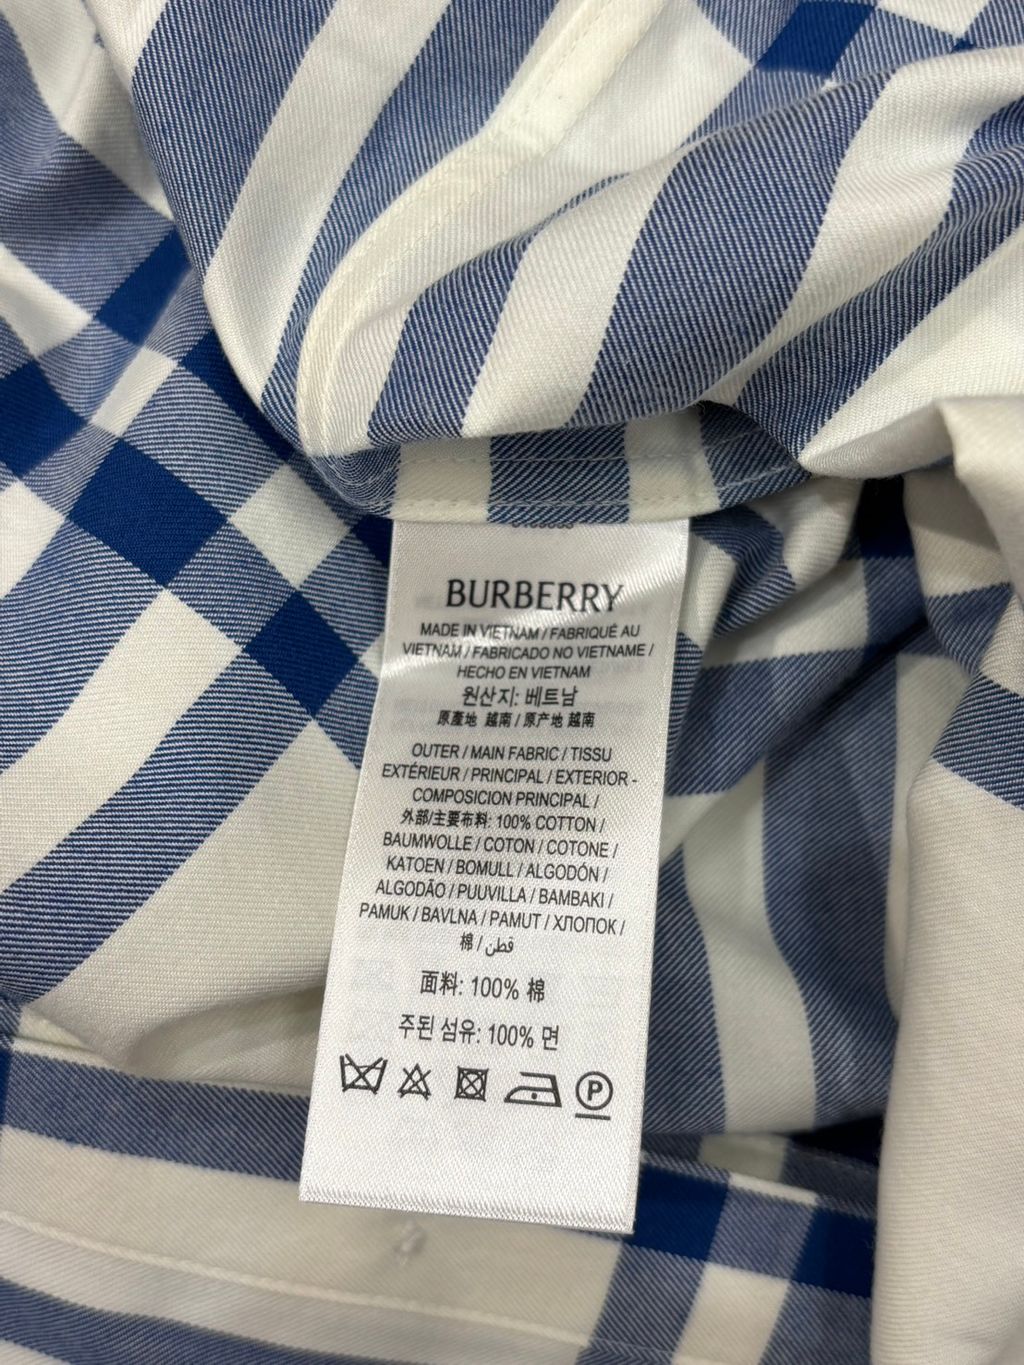 BURBERRY
MADE IN VIETNAM / FABRIQUÉ AU
VIETNAM / FABRICADO NO VIETNAME /
HECHO EN VIETNAM
원산지: 베트남
原產地 越南 / 原产地 越南
OUTER / MAIN FABRIC / TISSU
EXTÉRIEUR / PRINCIPAL / EXTERIOR -
COMPOSICION PRINCIPAL /
外部/主要布料: 100% COTTON /
BAUMWOLLE / COTON / COTONE /
KATOEN / BOMULL / ALGODÓN /
ALGODÃO / PUUVILLA / BAMBAKI /
PAMUK / BAVLNA / PAMUT / ХЛОПОК /
棉 / قطن
面料: 100% 棉
주된 섬유: 100% 면
P